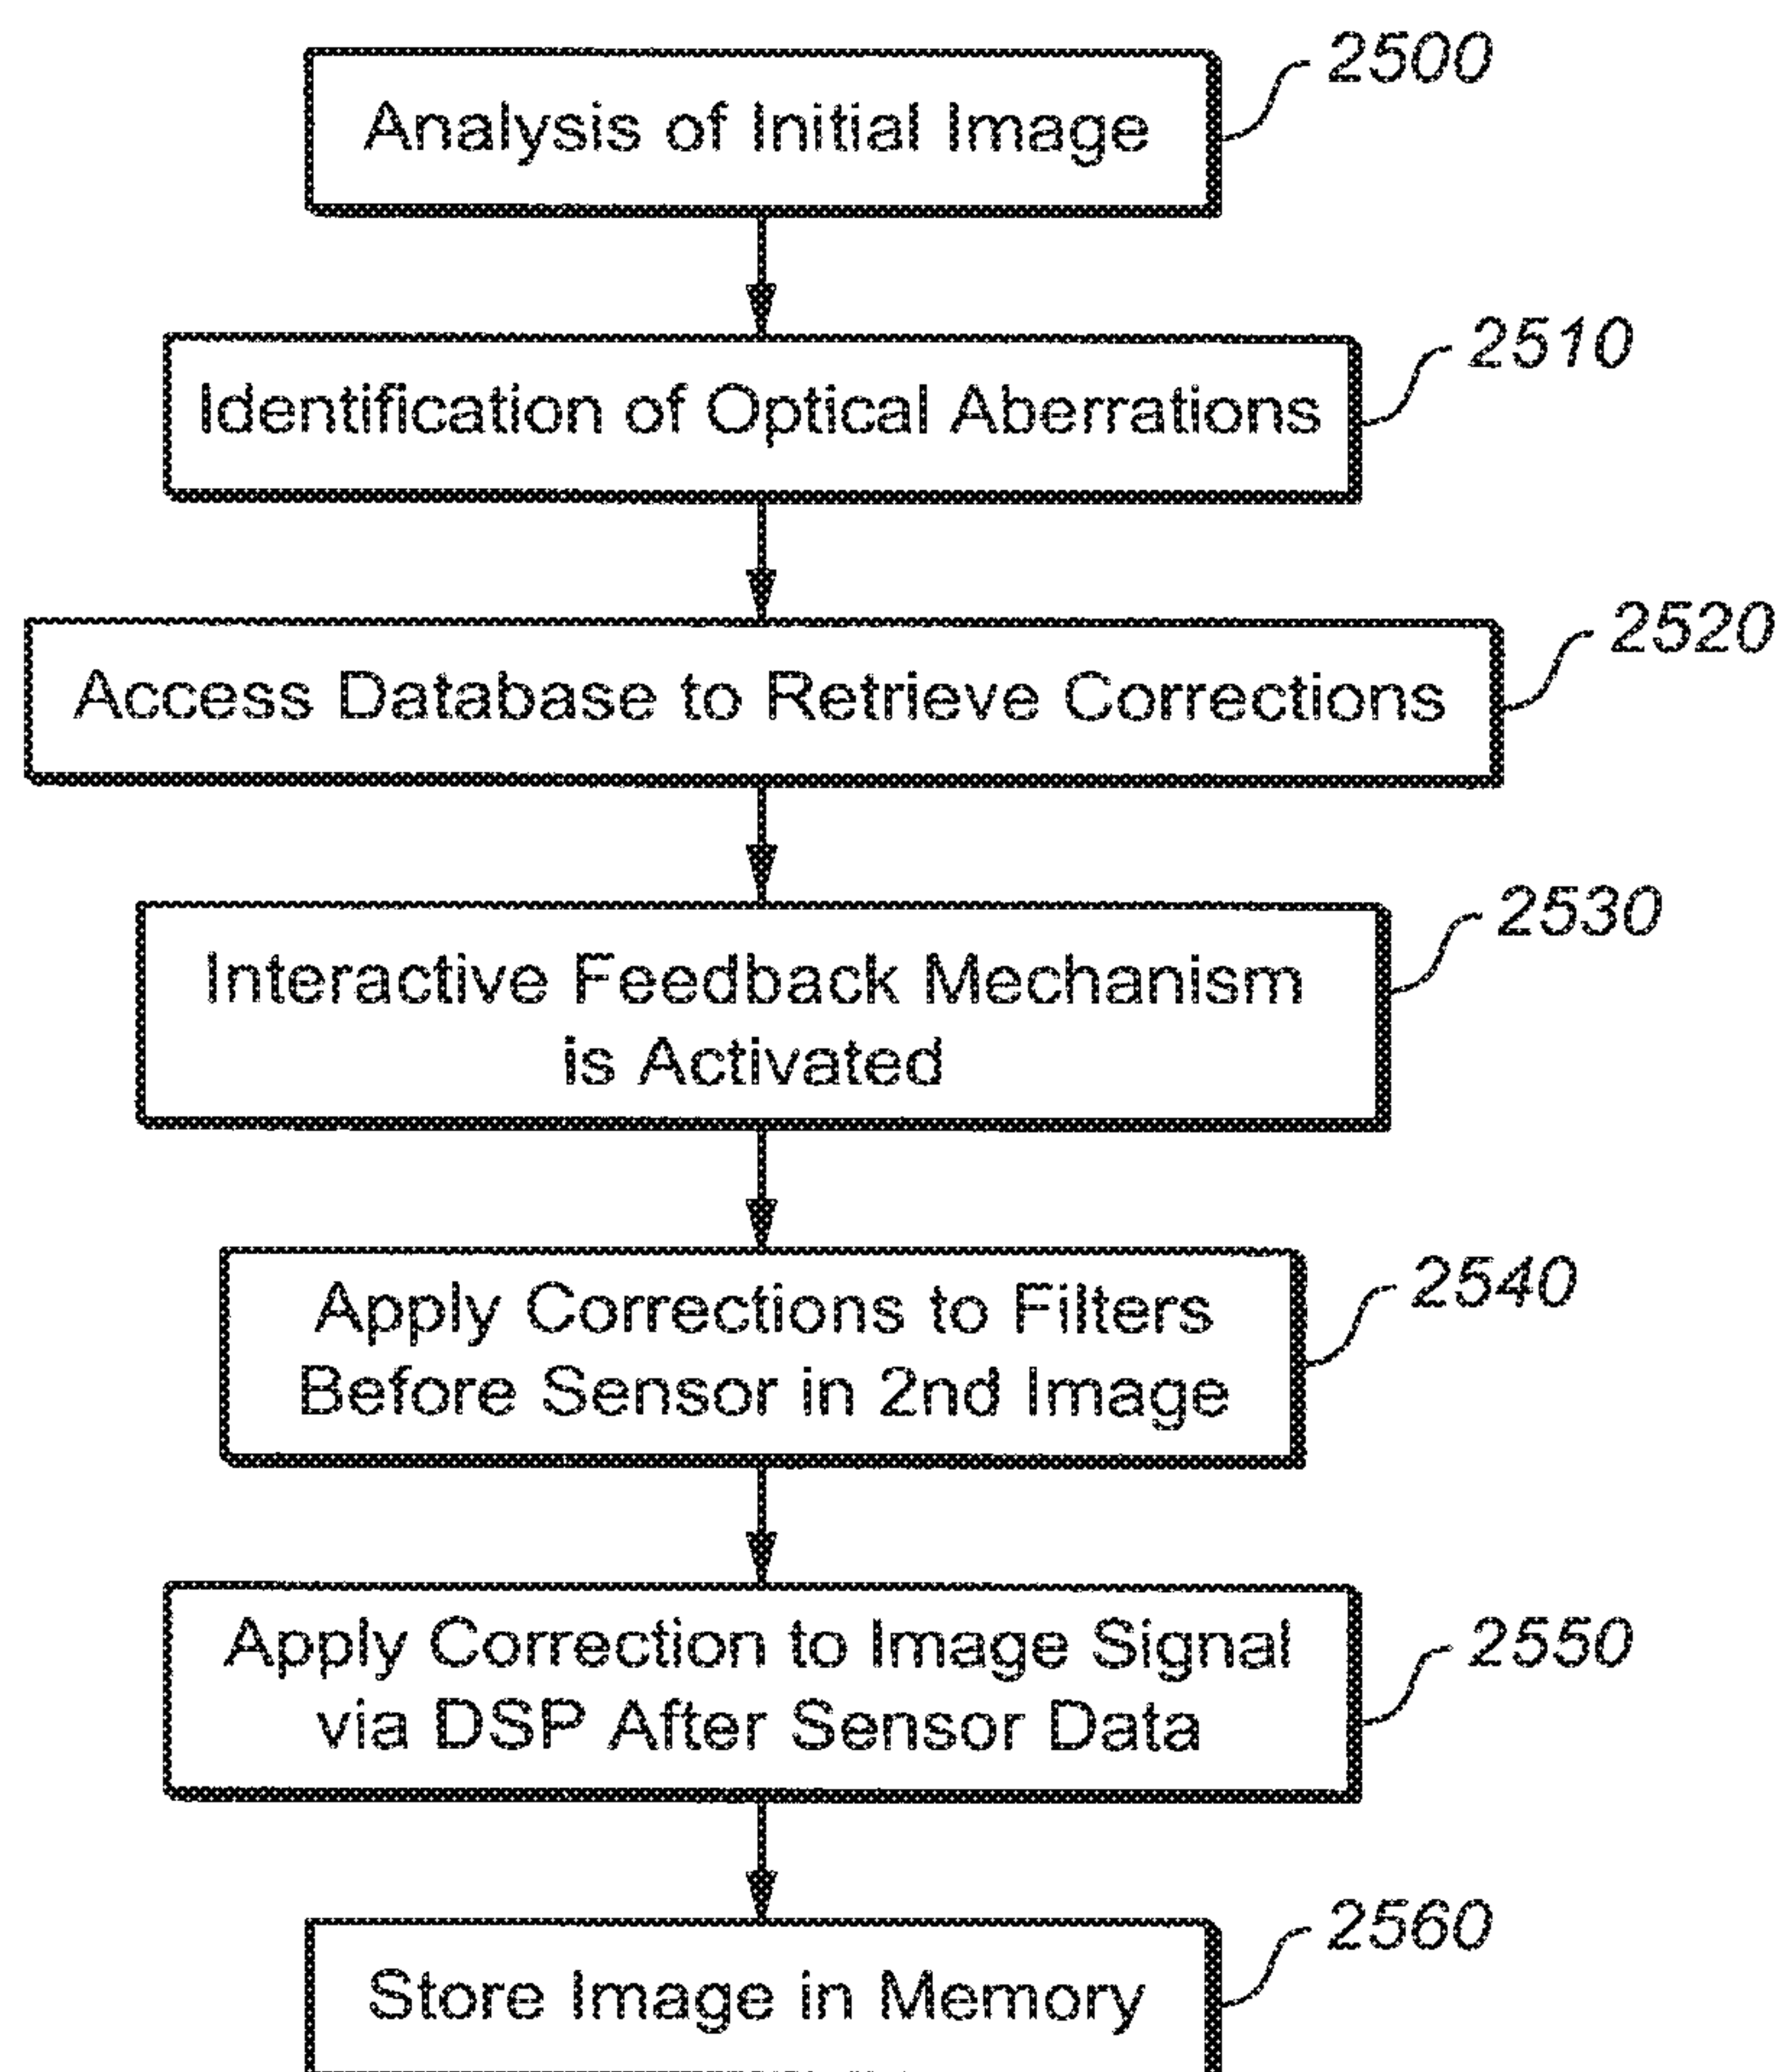 2500
Analysis of Initial Image
2510
Identification of Optical Aberrations
2520
Access Database to Retrieve Corrections
2530
Interactive Feedback Mechanism
is Activated
2540
Apply Corrections to Filters
Before Sensor in 2nd Image
2550
Apply Correction to Image Signal
via DSP After Sensor Data
2560
Store Image in Memory